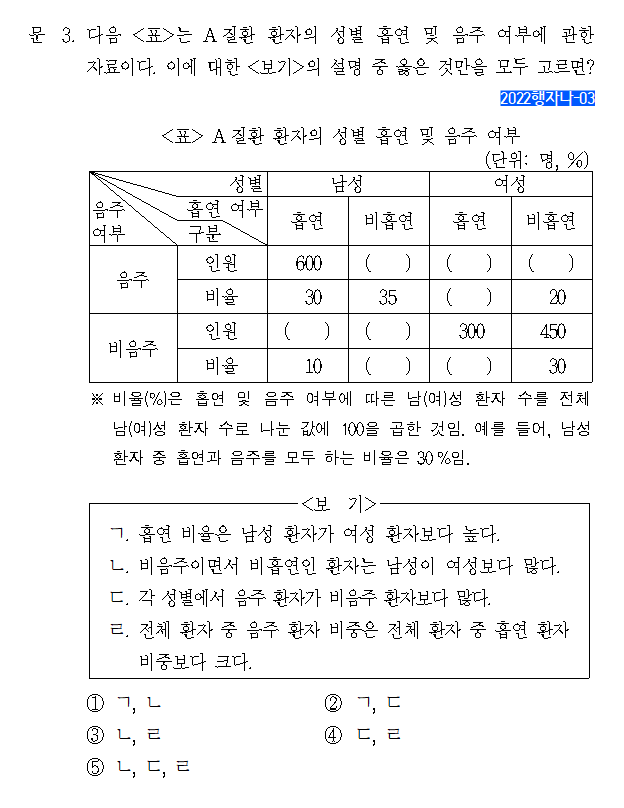 문 3. 다음 <표>는 A질환 환자의 성별 흡연 및 음주 여부에 관한
자료이다. 이에 대한 <보기>의 설명 중 옳은 것만을 모두 고르면?
2022행자나-03
<표> A질환 환자의 성별 흡연 및 음주 여부
(단위: 명, %)
성별 남성 여성
음주 여부 흡연 여부 구분 흡연 비흡연 흡연 비흡연
음주 인원 600 ( ) ( ) ( )
비율 30 35 ( ) 20
비음주 인원 ( ) ( ) 300 450
비율 10 ( ) ( ) 30
※ 비율(%)은 흡연 및 음주 여부에 따른 남(여)성 환자 수를 전체
남(여)성 환자 수로 나눈 값에 100을 곱한 것임. 예를 들어, 남성
환자 중 흡연과 음주를 모두 하는 비율은 30%임.
<보 기>
ㄱ. 흡연 비율은 남성 환자가 여성 환자보다 높다.
ㄴ. 비음주이면서 비흡연인 환자는 남성이 여성보다 많다.
ㄷ. 각 성별에서 음주 환자가 비음주 환자보다 많다.
ㄹ. 전체 환자 중 음주 환자 비중은 전체 환자 중 흡연 환자
비중보다 크다.
① ㄱ, ㄴ ② ㄱ, ㄷ
③ ㄴ, ㄹ ④ ㄷ, ㄹ
⑤ ㄴ, ㄷ, ㄹ